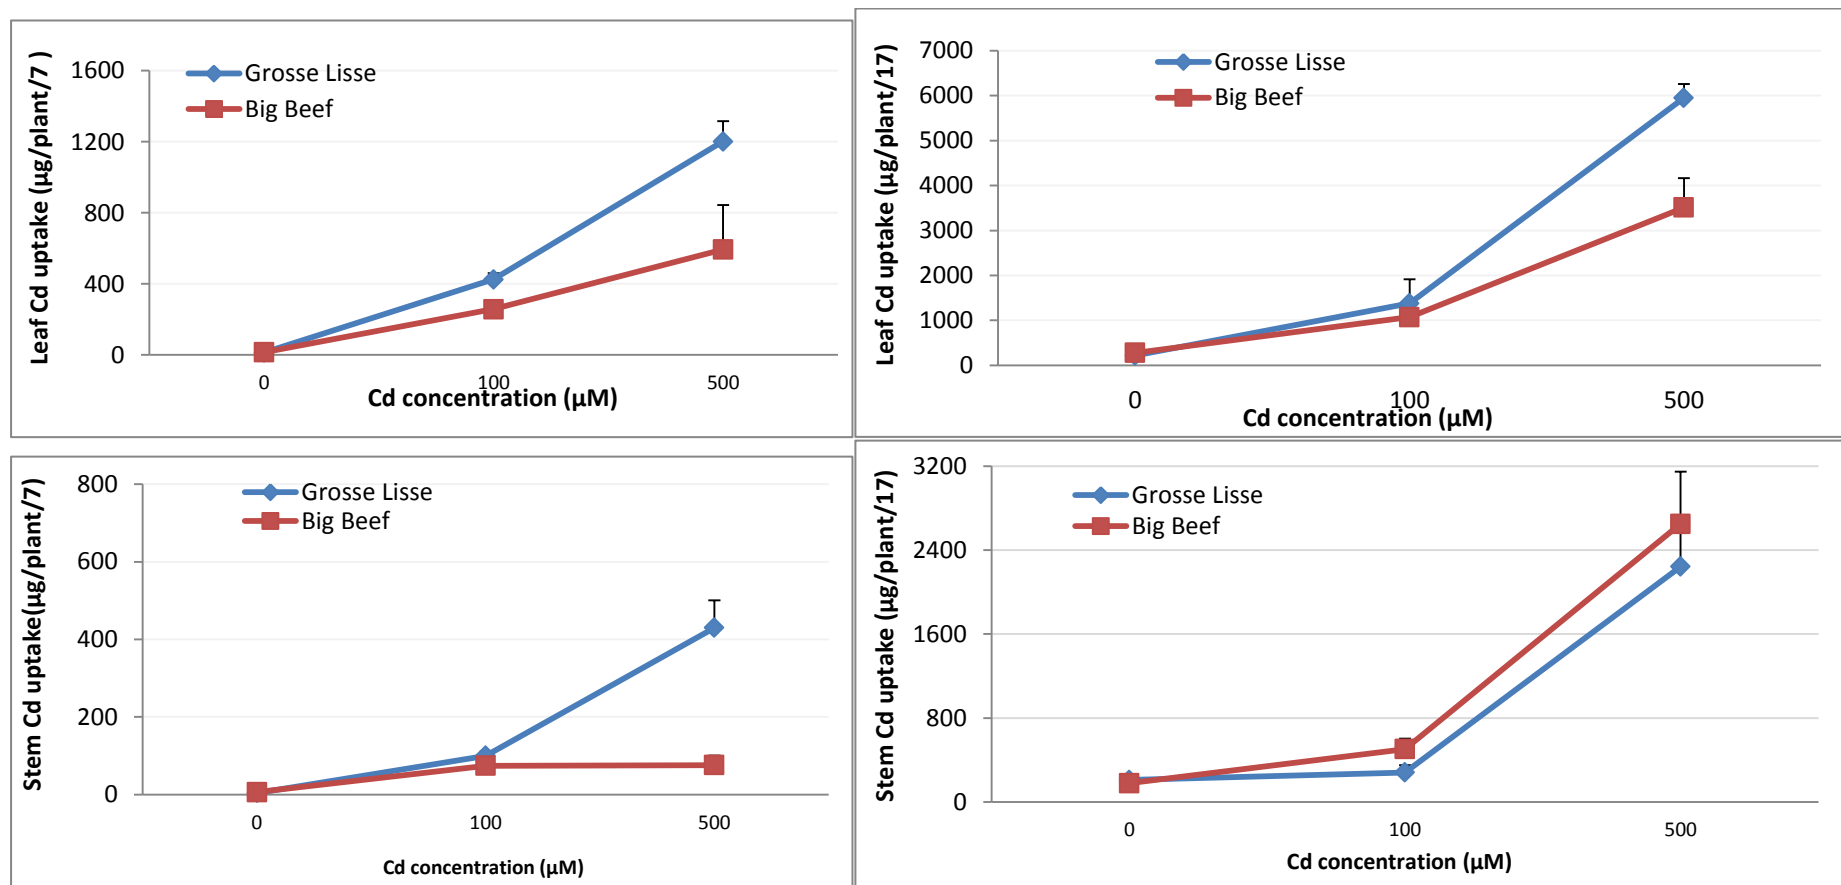 Leaf Cd uptake (µg/plant/7 )
1600
1200
800
400
0
Grosse Lisse
Big Beef
0 100 500
Cd concentration (µM)
Leaf Cd uptake (µg/plant/17)
7000
6000
5000
4000
3000
2000
1000
0
Grosse Lisse
Big Beef
0 100 500
Cd concentration (µM)
Stem Cd uptake(µg/plant/7)
800
600
400
200
0
Grosse Lisse
Big Beef
0 100 500
Cd concentration (µM)
Stem Cd uptake (µg/plant/17)
3200
2400
1600
800
0
Grosse Lisse
Big Beef
0 100 500
Cd concentration (µM)